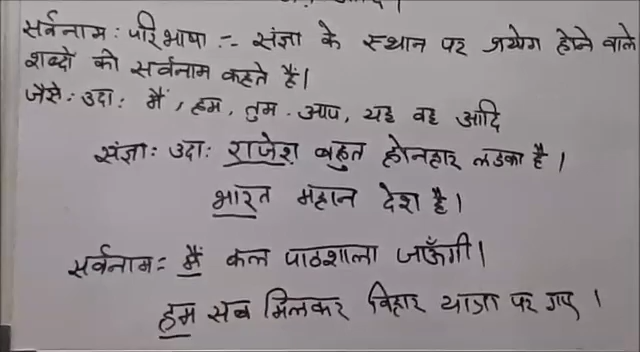 सर्वनाम: परिभाषा :- संज्ञा के स्थान पर प्रयोग होने वाले
शब्दो को सर्वनाम कहते हैं।
जैसे: उदा: मैं, हम, तुम. आप, यह वह आदि
संज्ञा: उदा: राजेश बहुत होनहार लडका है।
भारत महान देश है।
सर्वनाम: मैं कल पाठशाला जाऊँगी।
हम सब मिलकर विहार यात्रा पर गए।